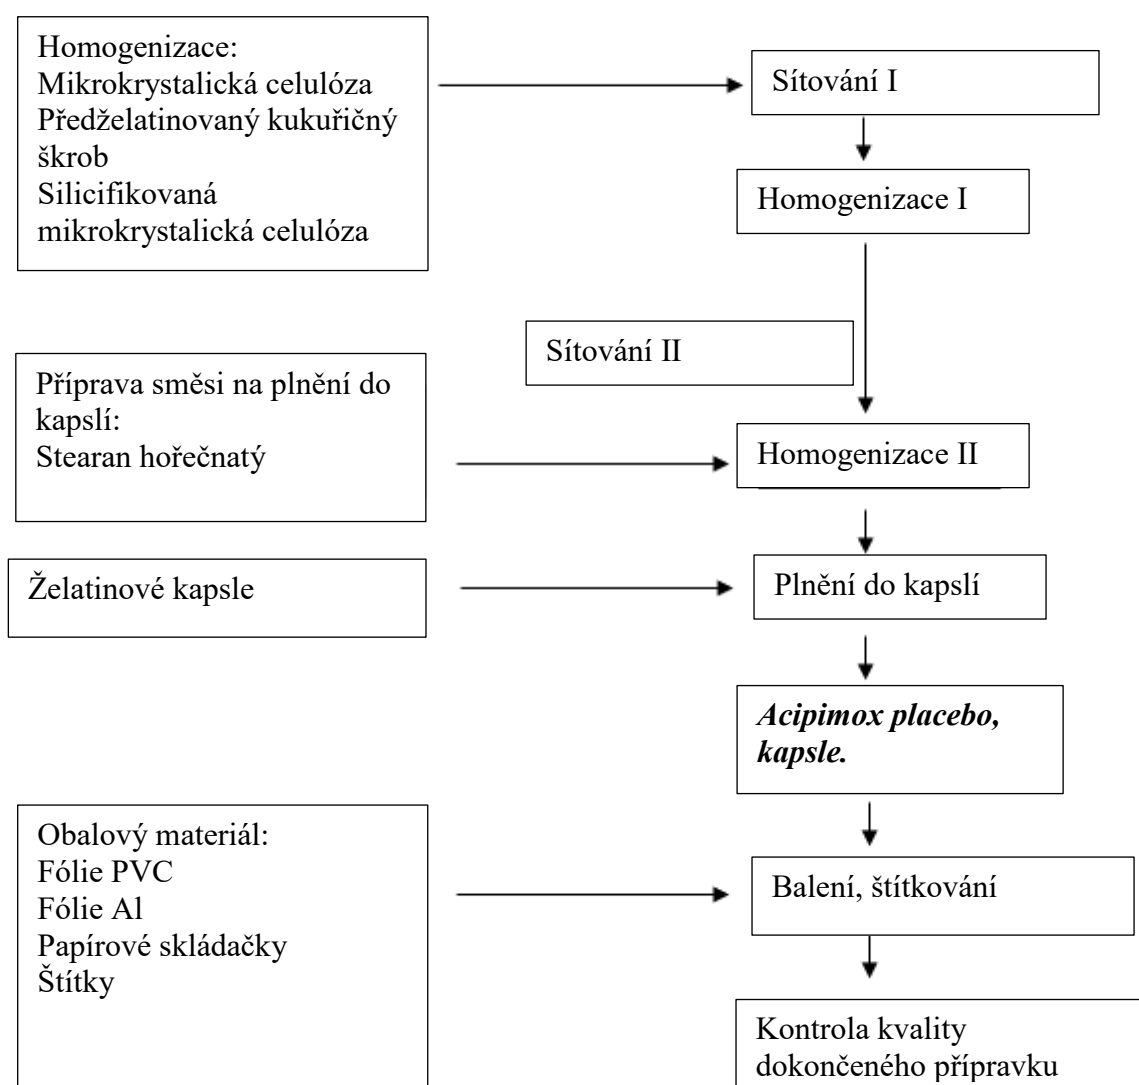 Homogenizace:
Mikrokrystalická celulóza
Předželatinovaný kukuřičný
škrob
Silicifikovaná
mikrokrystalická celulóza
Sítování I
Homogenizace I
Sítování II
Příprava směsi na plnění do
kapslí:
Stearan hořečnatý
Homogenizace II
Želatinové kapsle
Plnění do kapslí
Acipimox placebo,
kapsle.
Obalový materiál:
Fólie PVC
Fólie Al
Papírové skládačky
Štítky
Balení, štítkování
Kontrola kvality
dokončeného přípravku